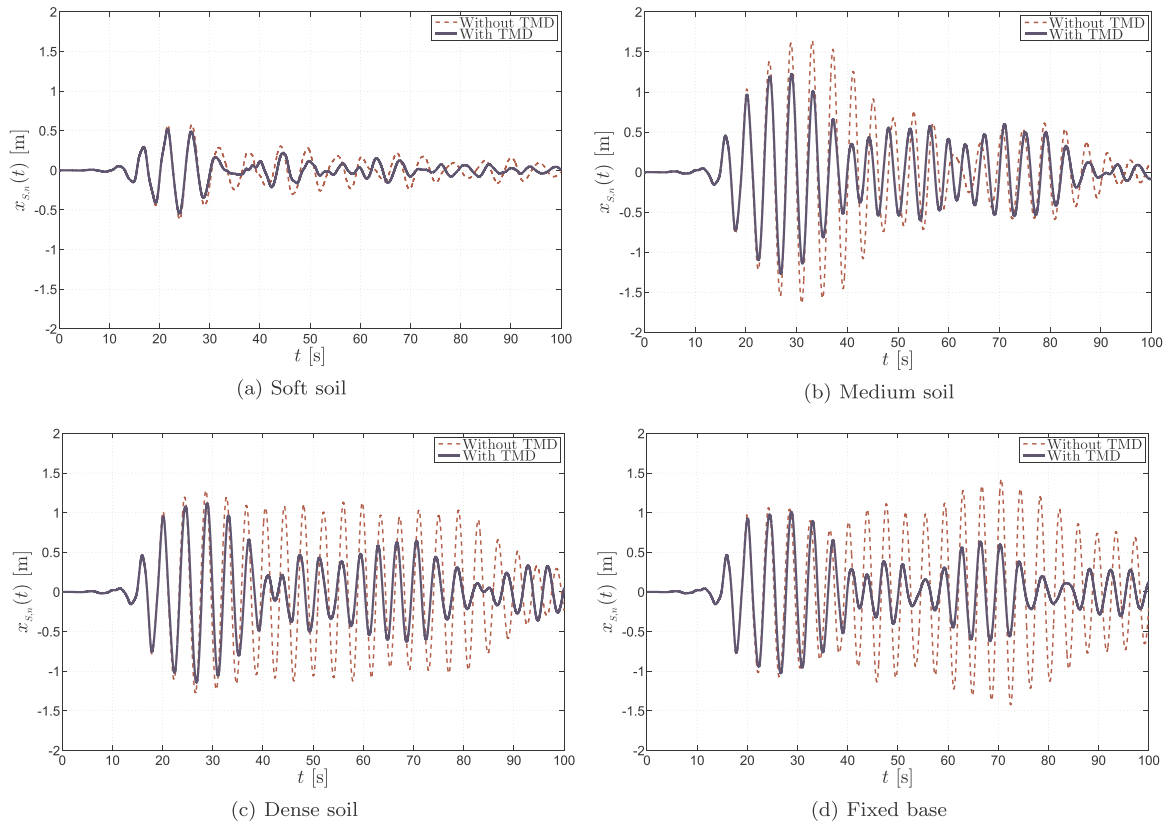 2
1.5
1
0.5
0
-0.5
-1
-1.5
-2
x_{S,n}(t) [m]
Without TMD
With TMD
0 10 20 30 40 50 60 70 80 90 100
t [s]
(a) Soft soil
2
1.5
1
0.5
0
-0.5
-1
-1.5
-2
x_{S,n}(t) [m]
Without TMD
With TMD
0 10 20 30 40 50 60 70 80 90 100
t [s]
(b) Medium soil
2
1.5
1
0.5
0
-0.5
-1
-1.5
-2
x_{S,n}(t) [m]
Without TMD
With TMD
0 10 20 30 40 50 60 70 80 90 100
t [s]
(c) Dense soil
2
1.5
1
0.5
0
-0.5
-1
-1.5
-2
x_{S,n}(t) [m]
Without TMD
With TMD
0 10 20 30 40 50 60 70 80 90 100
t [s]
(d) Fixed base